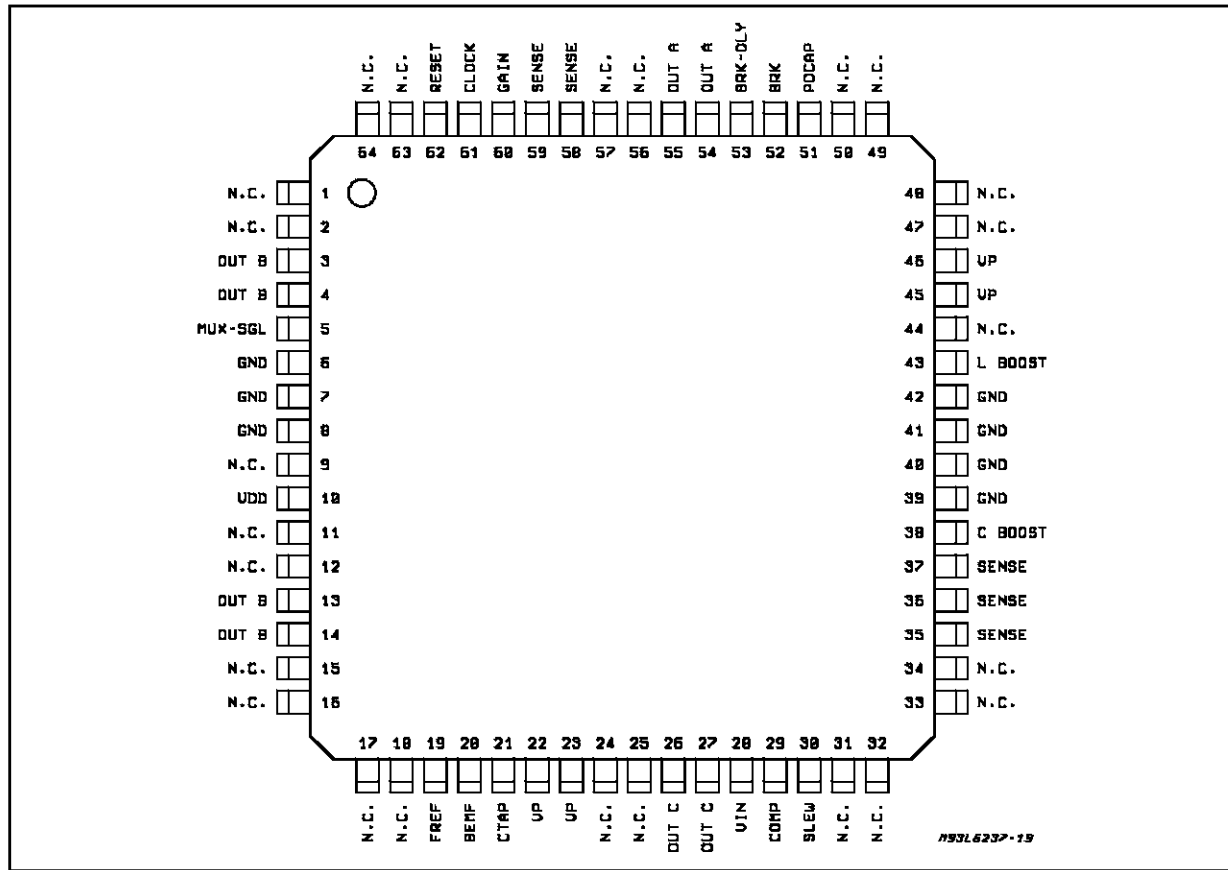 N.C. N.C. RESET CLOCK GAIN SENSE SENSE N.C. N.C. OUT A OUT A BRK-DLY BRK POCAP N.C. N.C.
64 63 62 61 60 59 58 57 56 55 54 53 52 51 50 49
N.C. 1 48 N.C.
N.C. 2 47 N.C.
OUT B 3 46 VP
OUT B 4 45 VP
MUX-SGL 5 44 N.C.
GND 6 43 L BOOST
GND 7 42 GND
GND 8 41 GND
N.C. 9 40 GND
VDD 10 39 GND
N.C. 11 38 C BOOST
N.C. 12 37 SENSE
OUT B 13 36 SENSE
OUT B 14 35 SENSE
N.C. 15 34 N.C.
N.C. 16 33 N.C.
17 18 19 20 21 22 23 24 25 26 27 28 29 30 31 32
N.C. N.C. FREF BEMF CTAP VP VP N.C. N.C. OUT C OUT C VIN COMP SLEW N.C. N.C.
M93L6237-19